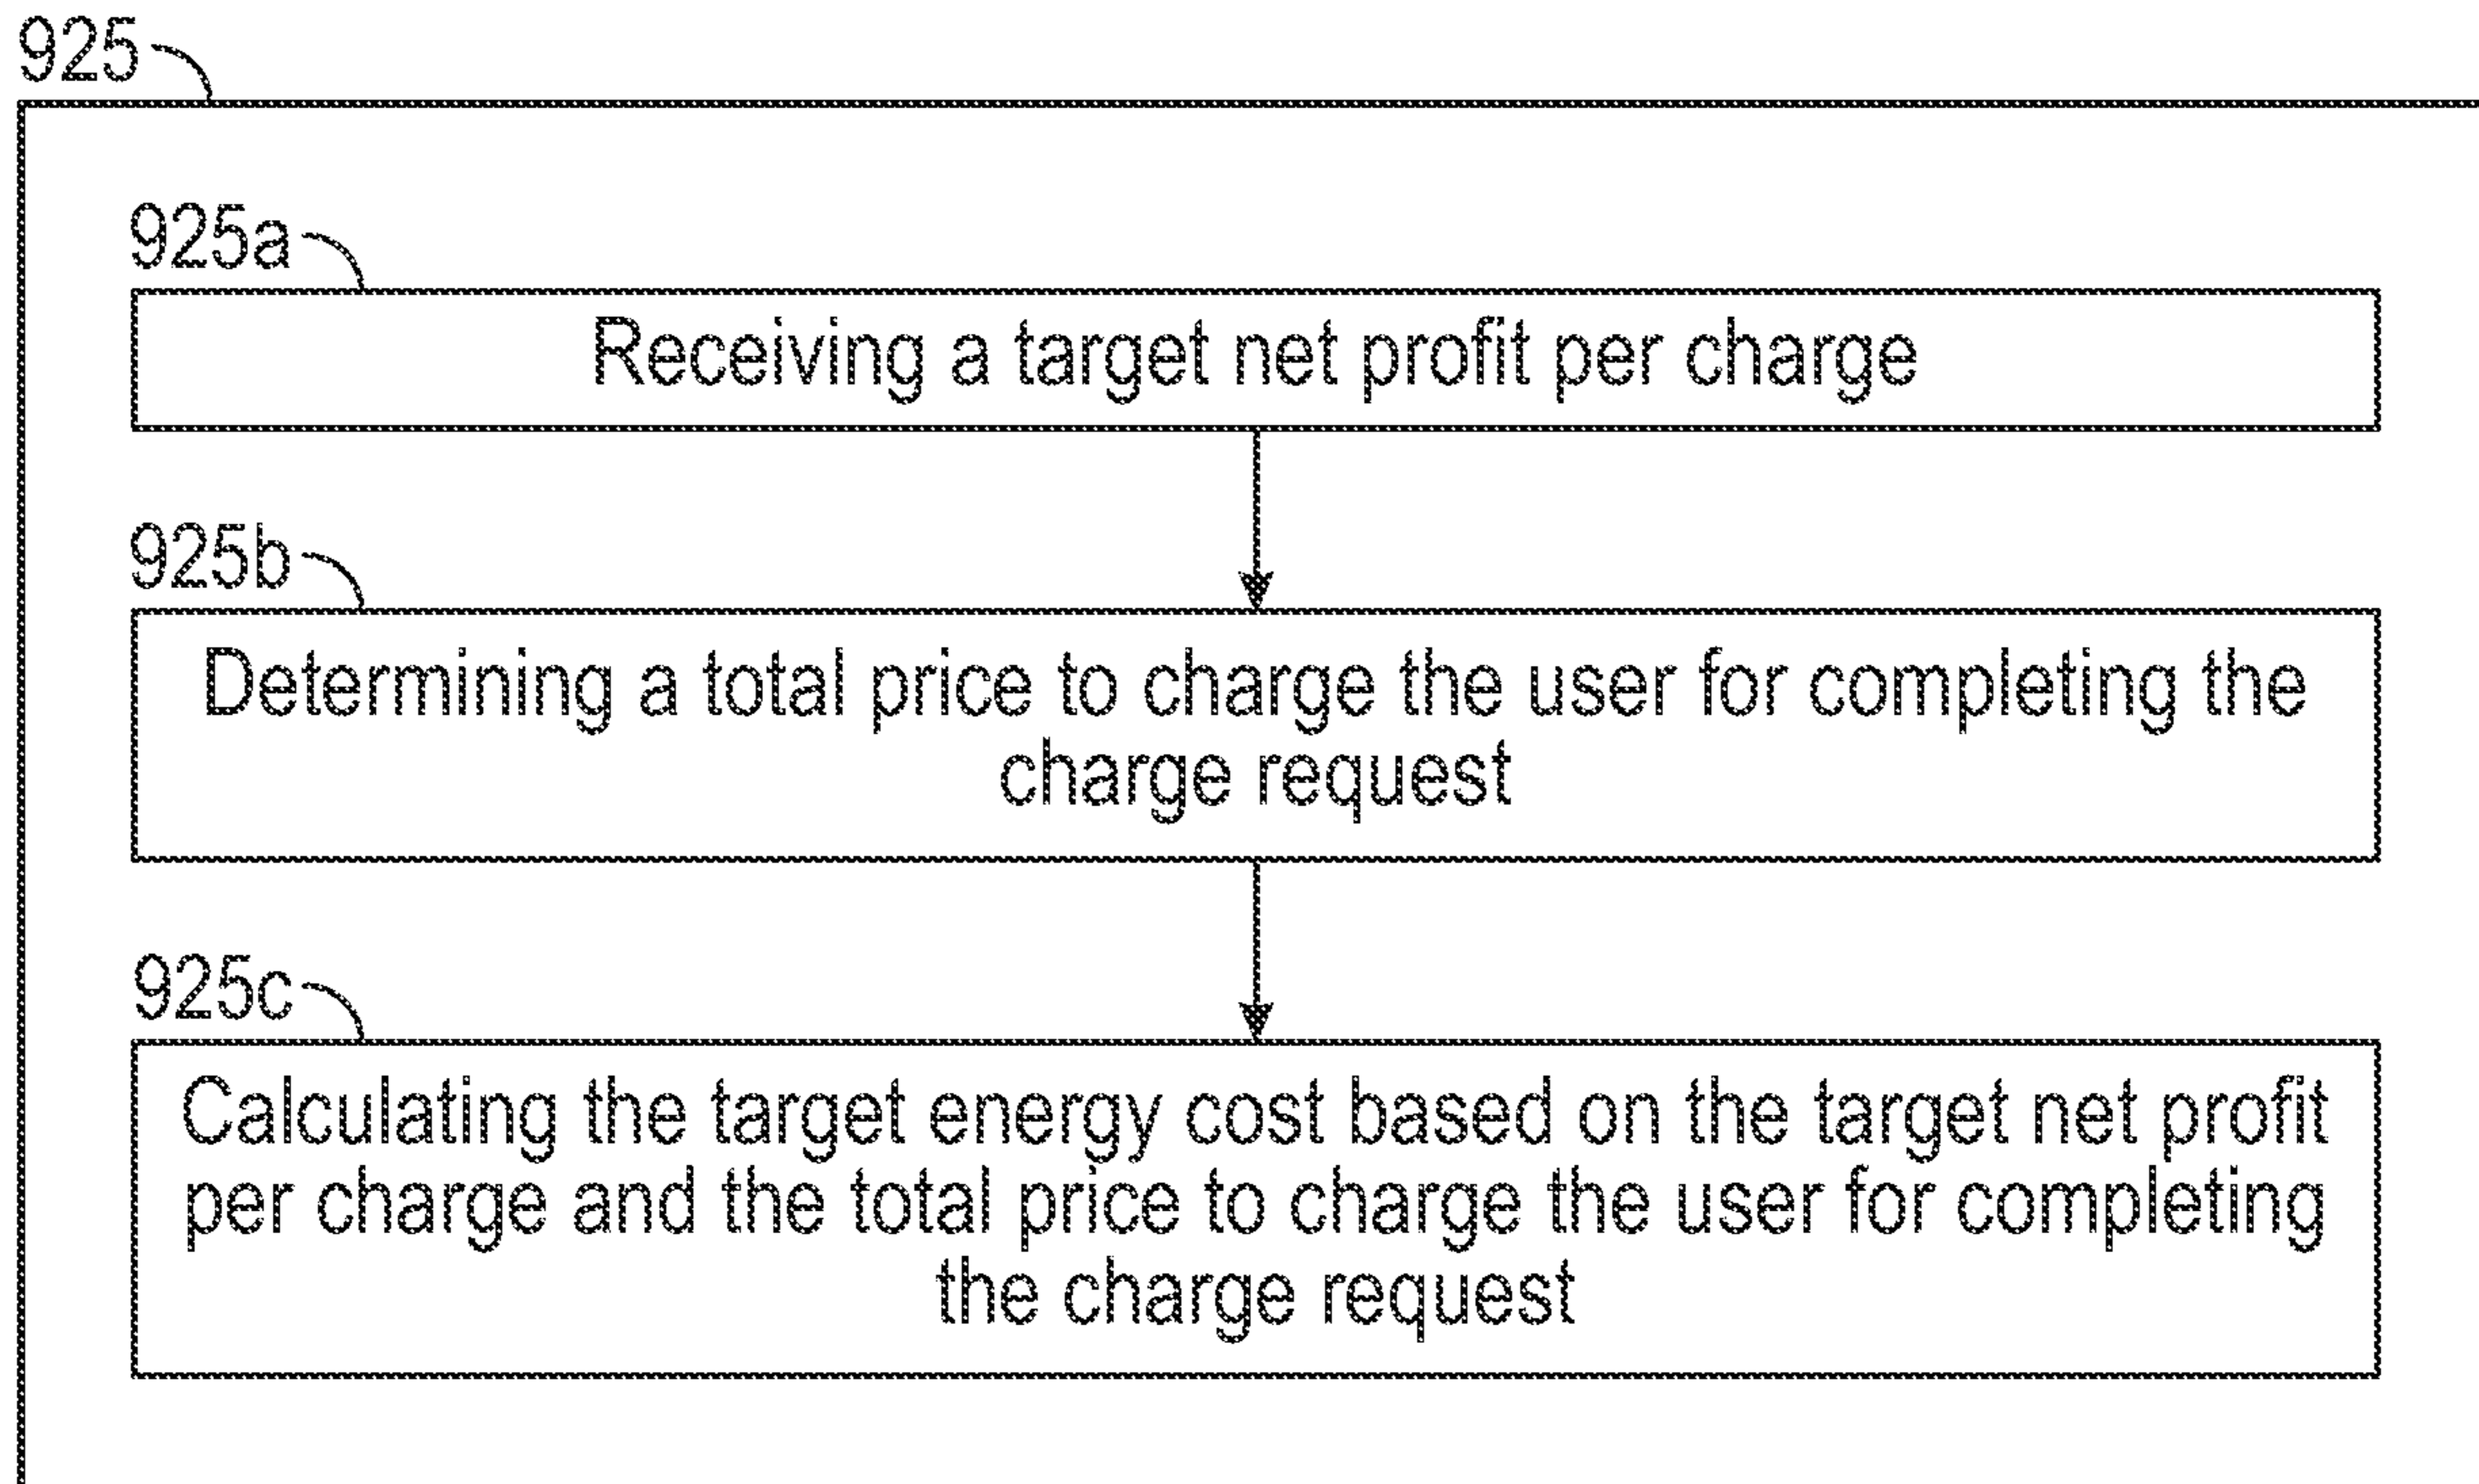 925
925a
Receiving a target net profit per charge
925b
Determining a total price to charge the user for completing the
charge request
925c
Calculating the target energy cost based on the target net profit
per charge and the total price to charge the user for completing
the charge request